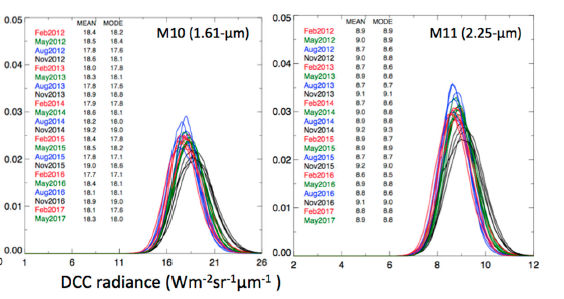 M10 (1.61-μm)
MEAN MODE
Feb2012 18.4 18.2
May2012 18.5 18.4
Aug2012 17.8 17.6
Nov2012 18.6 18.1
Feb2013 18.0 17.8
May2013 18.3 18.1
Aug2013 17.8 17.6
Nov2013 18.9 18.8
Feb2014 17.9 17.8
May2014 18.6 18.1
Aug2014 18.2 18.0
Nov2014 19.2 19.0
Feb2015 18.4 17.8
May2015 18.5 18.2
Aug2015 17.8 17.1
Nov2015 19.0
Feb2016 17.7 17.1
May2016 18.4 18.1
Aug2016 18.1 18.1
Nov2016 18.9 19.0
Feb2017 18.1 17.6
May2017 18.3 18.0
0.05
0.04
0.03
0.02
0.01
0.00
1 6 11 16 21 26
M11 (2.25-μm)
MEAN MODE
Feb2012 8.9 8.9
May2012 9.0 8.9
Aug2012 8.7 8.6
Nov2012 9.0 8.8
Feb2013 8.7 8.6
May2013 8.9 8.8
Aug2013 8.7 8.7
Nov2013 9.1 9.1
Feb2014 8.7 8.6
May2014 9.0 8.8
Aug2014 8.8 8.8
Nov2014 9.2 9.3
Feb2015 8.8 8.7
May2015 8.9 8.9
Aug2015 8.7 8.7
Nov2015 9.2
Feb2016 8.6 8.5
May2016 8.9 8.8
Aug2016 8.8 8.6
Nov2016 9.1 9.0
Feb2017 8.8 8.8
May2017 8.9 8.8
0.05
0.04
0.03
0.02
0.01
0.00
2 4 6 8 10 12
DCC radiance (Wm⁻²sr⁻¹μm⁻¹ )